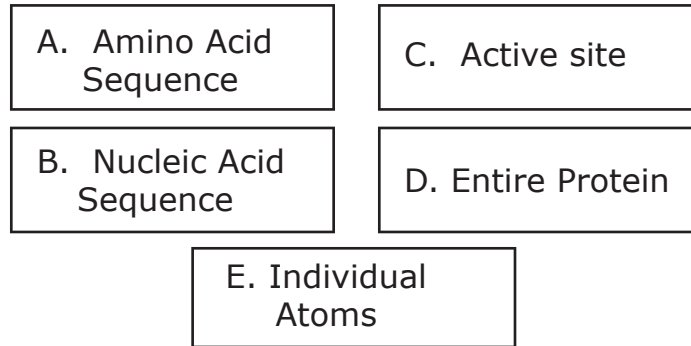 A. Amino Acid
Sequence
C. Active site
B. Nucleic Acid
Sequence
D. Entire Protein
E. Individual
Atoms